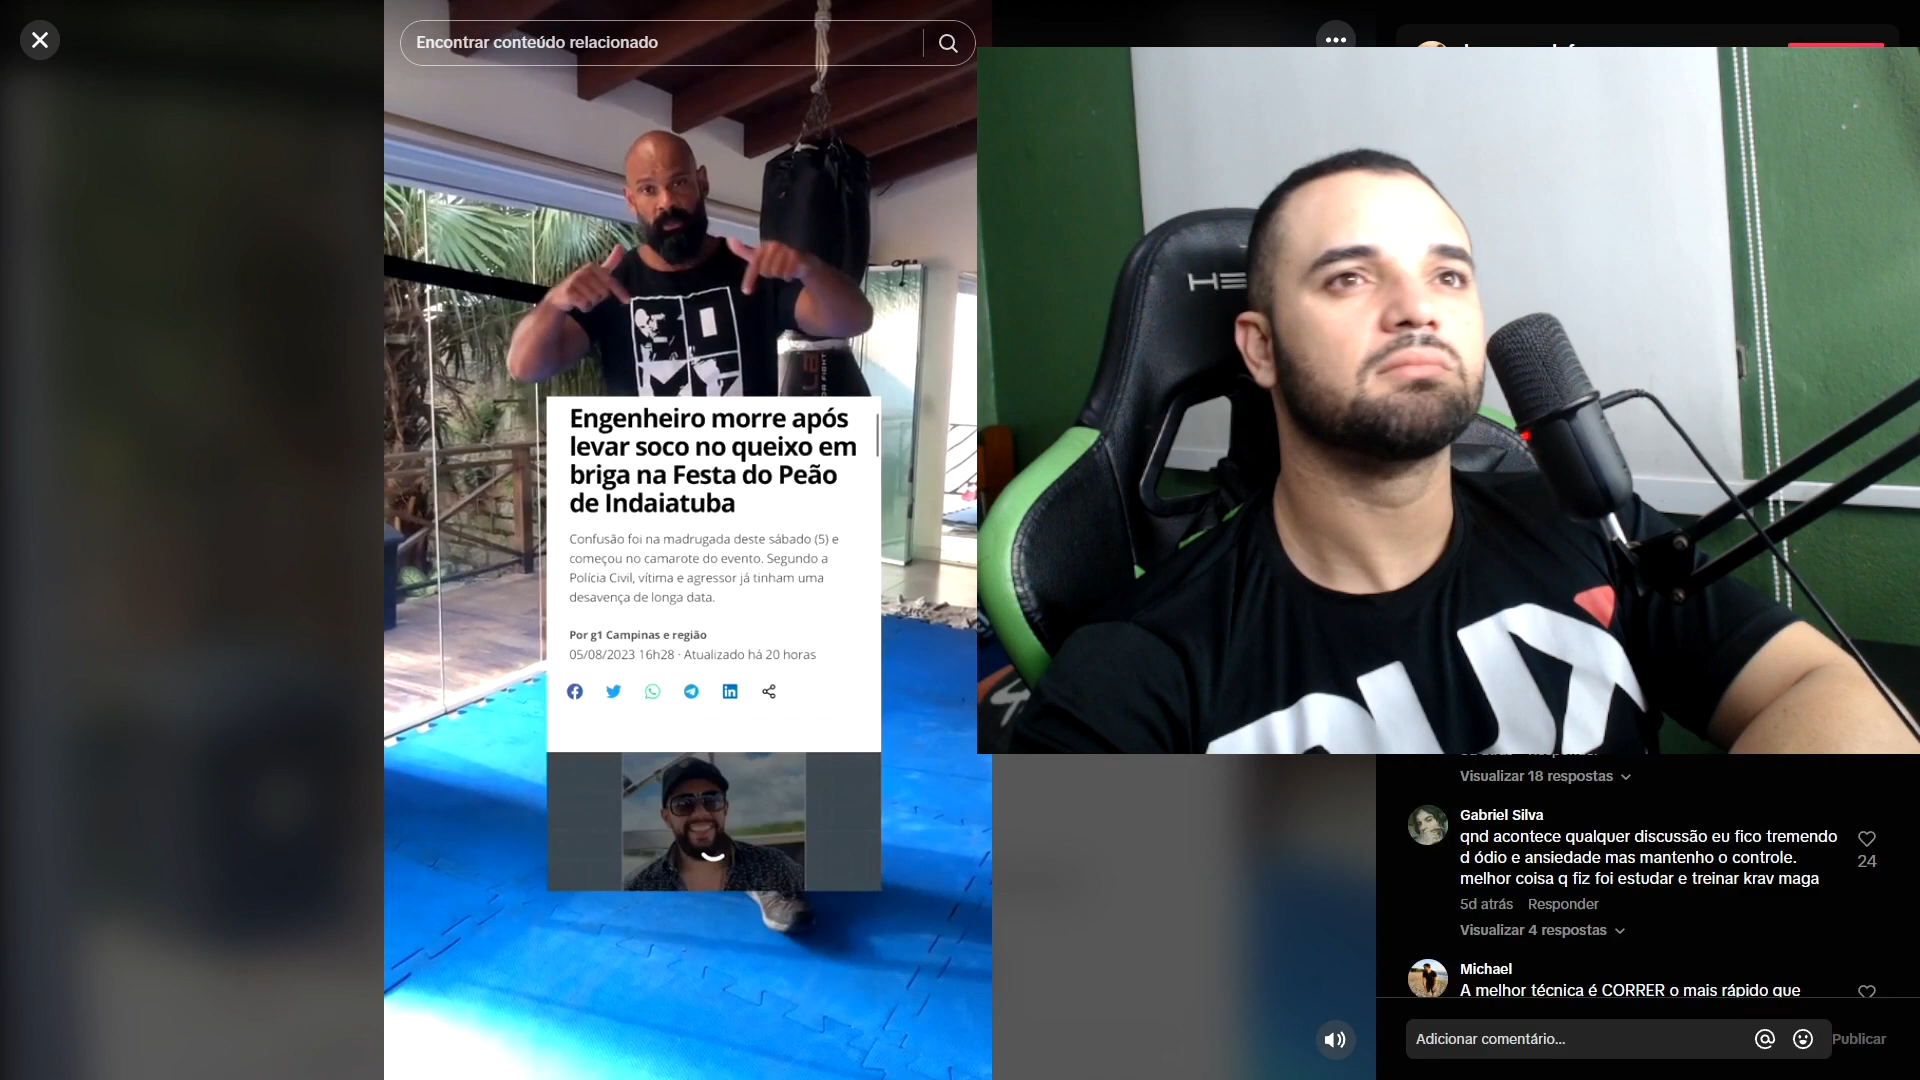 Encontrar conteúdo relacionado
Engenheiro morre após
levar soco no queixo em
briga na Festa do Peão
de Indaiatuba
Confusão foi na madrugada deste sábado (5) e
começou no camarote do evento. Segundo a
Polícia Civil, vítima e agressor já tinham uma
desavença de longa data.
Por g1 Campinas e região
05/08/2023 16h28 · Atualizado há 20 horas
Visualizar 18 respostas
Gabriel Silva
qnd acontece qualquer discussão eu fico tremendo
d ódio e ansiedade mas mantenho o controle.
melhor coisa q fiz foi estudar e treinar krav maga
24
5d atrás Responder
Visualizar 4 respostas
Michael
A melhor técnica é CORRER o mais rápido que
Adicionar comentário...
Publicar